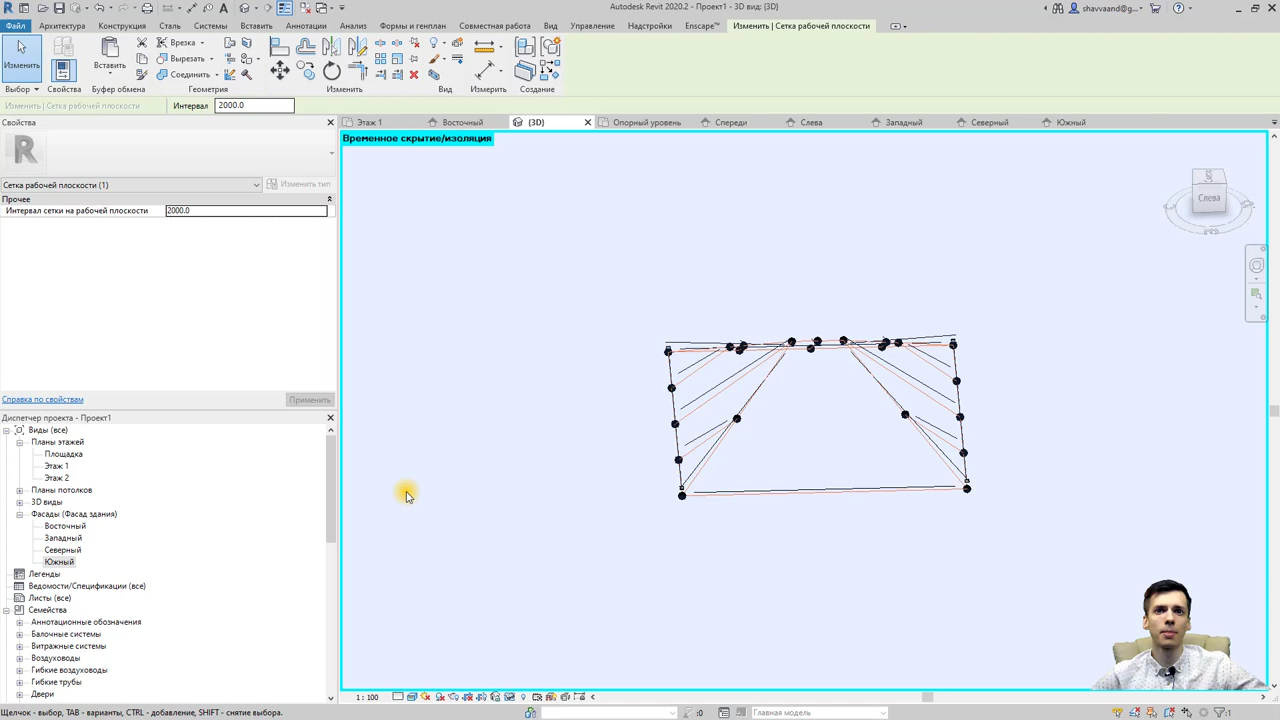 Autodesk Revit 2020.2 - Проект1 - 3D вид: {3D}
shavvaand@g...
Файл
Архитектура
Конструкция
Сталь
Системы
Вставить
Аннотации
Анализ
Формы и генплан
Совместная работа
Вид
Управление
Надстройки
Enscape™
Изменить | Сетка рабочей плоскости
Изменить
Вставить
Врезка
Вырезать
Соединить
Выбор
Свойства
Буфер обмена
Геометрия
Изменить
Вид
Измерить
Создание
Изменить | Сетка рабочей плоскости
Интервал
2000.0
Свойства
Этаж 1
Восточный
{3D}
Опорный уровень
Спереди
Слева
Западный
Северный
Южный
Временное скрытие/изоляция
R
Сетка рабочей плоскости (1)
Изменить тип
Прочее
Интервал сетки на рабочей плоскости
2000.0
Слева
Справка по свойствам
Применить
Диспетчер проекта - Проект1
Виды (все)
Планы этажей
Площадка
Этаж 1
Этаж 2
Планы потолков
3D виды
Фасады (Фасад здания)
Восточный
Западный
Северный
Южный
Легенды
Ведомости/Спецификации (все)
Листы (все)
Семейства
Аннотационные обозначения
Балочные системы
Витражные системы
Воздуховоды
Гибкие воздуховоды
Гибкие трубы
Двери
1 : 100
Щелчок - выбор, TAB - варианты, CTRL - добавление, SHIFT - снятие выбора.
:0
Главная модель
:1